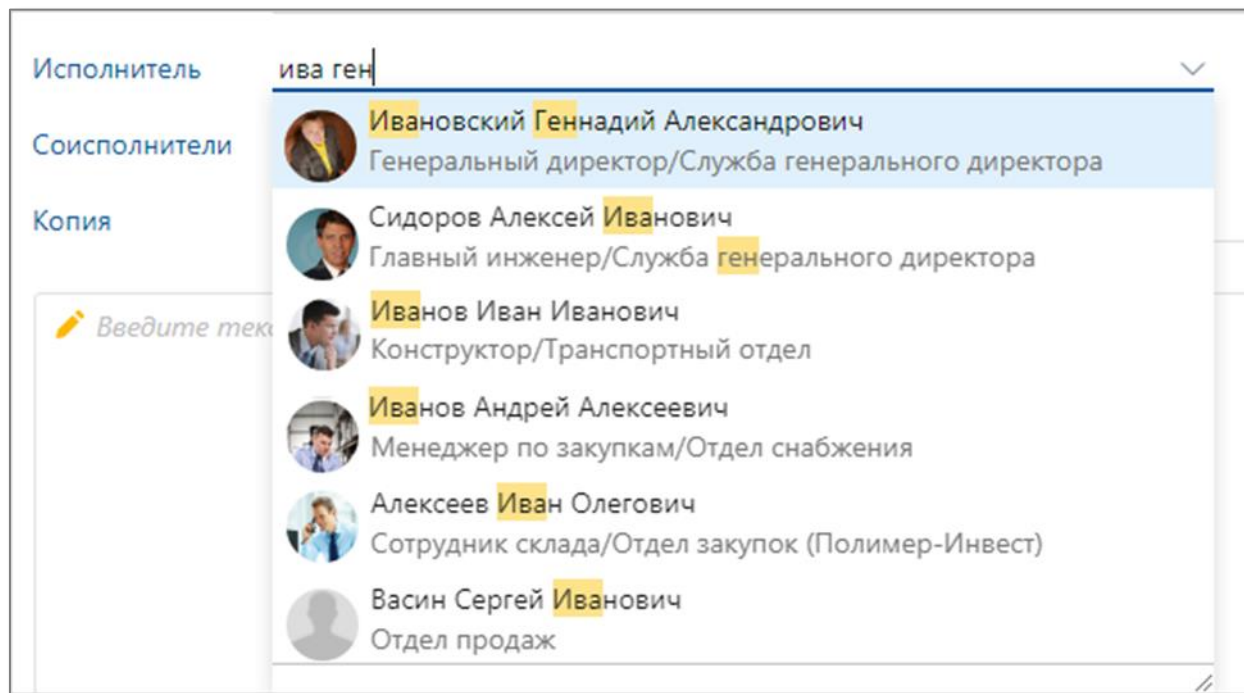 Исполнитель
ива ген
Ивановский Геннадий Александрович
Генеральный директор/Служба генерального директора
Соисполнители
Сидоров Алексей Иванович
Копия
Главный инженер/Служба генерального директора
Иванов Иван Иванович
Введите
Конструктор/Транспортный отдел
Иванов Андрей Алексеевич
Менеджер по закупкам/Отдел снабжения
Алексеев Иван Олегович
Сотрудник склада/Отдел закупок (Полимер-Инвест)
Васин Сергей Иванович
Отдел продаж